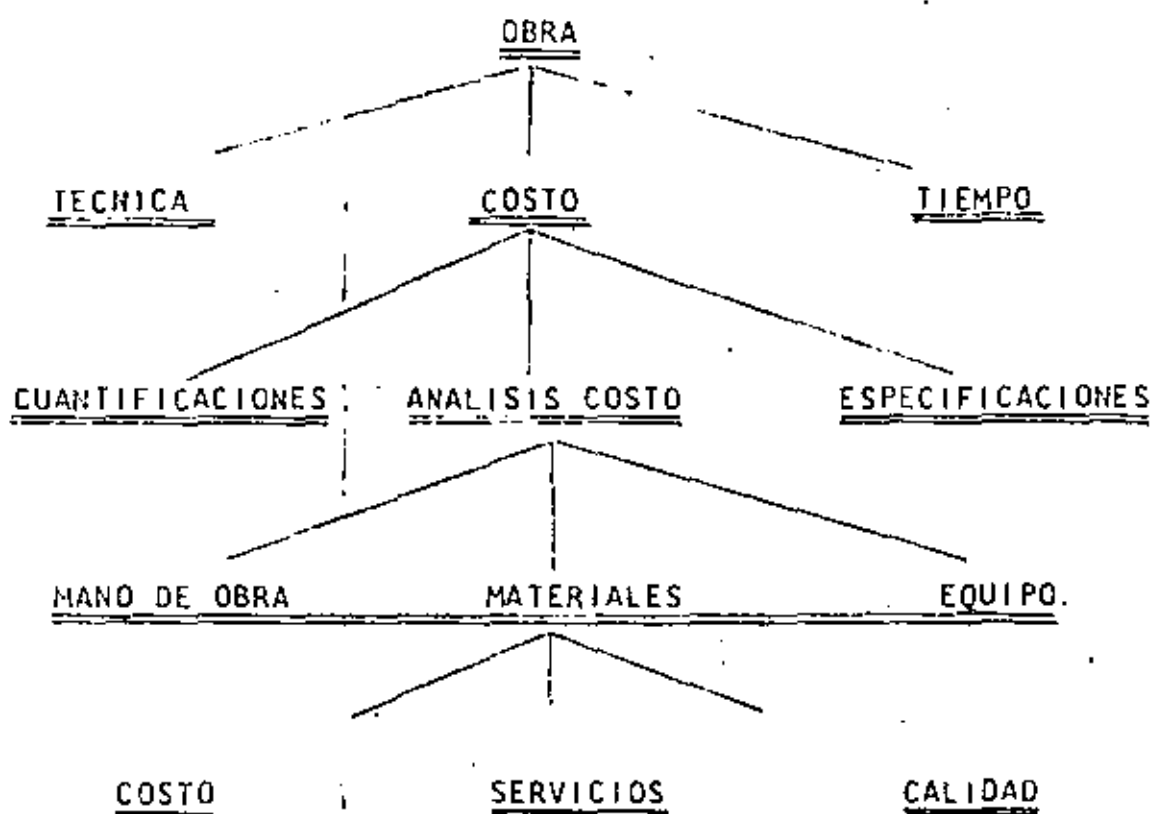 OBRA
TECNICA COSTO TIEMPO
CUANTIFICACIONES ANALISIS COSTO ESPECIFICACIONES
MANO DE OBRA MATERIALES EQUIPO.
COSTO SERVICIOS CALIDAD